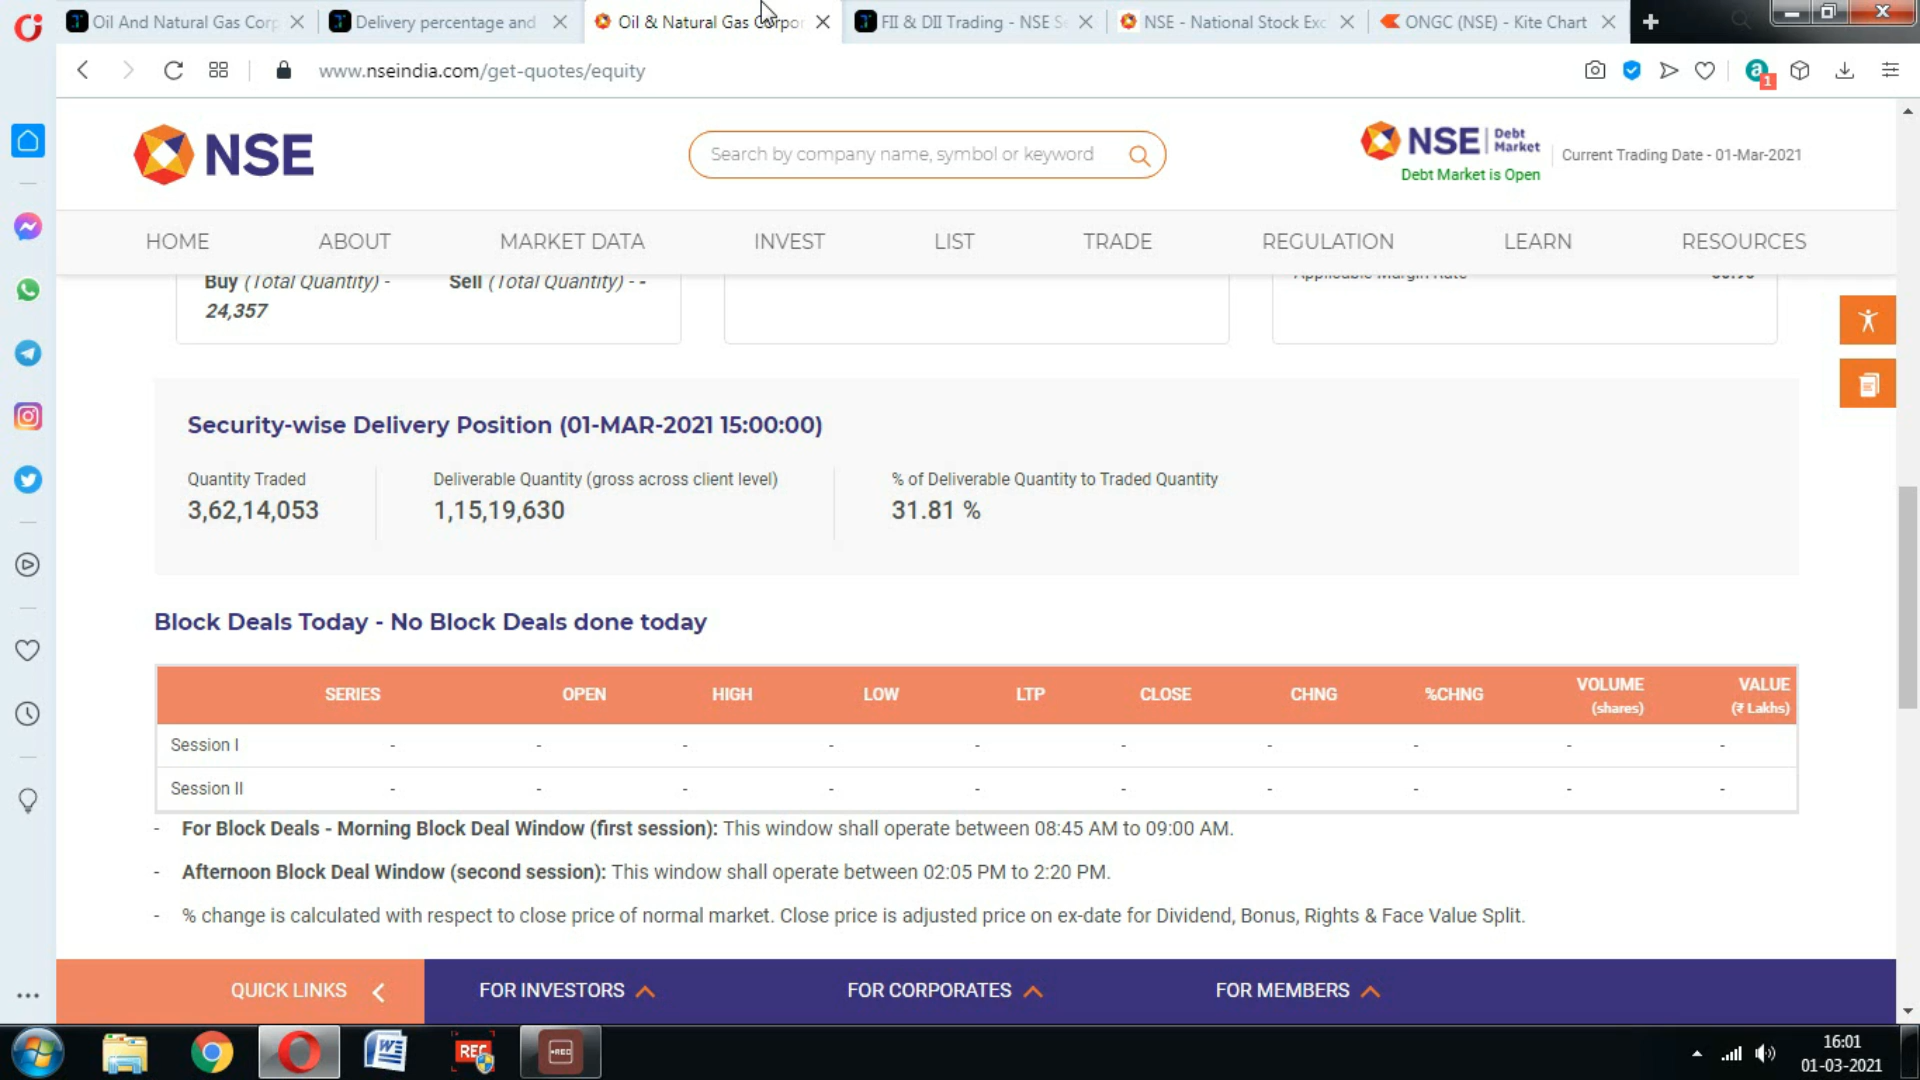 Oil And Natural Gas Corp
Delivery percentage and
Oil & Natural Gas Corpor
FII & DII Trading - NSE S
NSE - National Stock Exc
ONGC (NSE) - Kite Chart
www.nseindia.com/get-quotes/equity
a
1
NSE
Search by company name, symbol or keyword
NSE Debt Market
Debt Market is Open
Current Trading Date - 01-Mar-2021
HOME ABOUT MARKET DATA INVEST LIST TRADE REGULATION LEARN RESOURCES
Buy (Total Quantity) - Sell (Total Quantity) - -
24,357
Applicable Margin Rate
Security-wise Delivery Position (01-MAR-2021 15:00:00)
Quantity Traded Deliverable Quantity (gross across client level) % of Deliverable Quantity to Traded Quantity
3,62,14,053 1,15,19,630 31.81 %
Block Deals Today - No Block Deals done today
SERIES OPEN HIGH LOW LTP CLOSE CHNG %CHNG VOLUME (shares) VALUE (₹ Lakhs)
Session I - - - - - - - - - -
Session II - - - - - - - - - -
- For Block Deals - Morning Block Deal Window (first session): This window shall operate between 08:45 AM to 09:00 AM.
- Afternoon Block Deal Window (second session): This window shall operate between 02:05 PM to 2:20 PM.
- % change is calculated with respect to close price of normal market. Close price is adjusted price on ex-date for Dividend, Bonus, Rights & Face Value Split.
QUICK LINKS FOR INVESTORS FOR CORPORATES FOR MEMBERS
REC
REC
16:01
01-03-2021